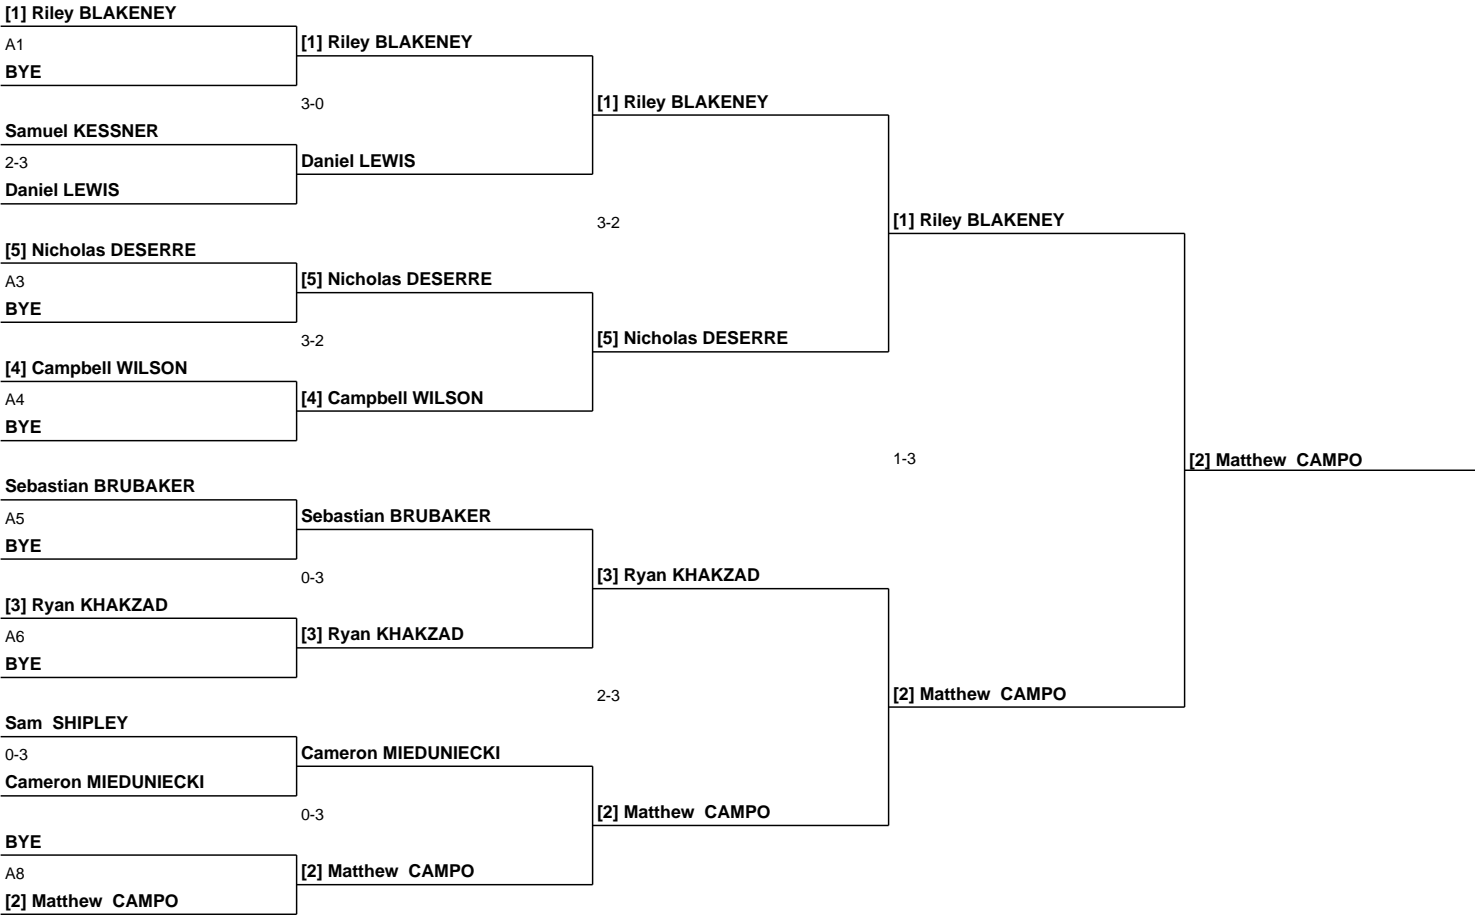 [1] Riley BLAKENEY
A1
BYE
[1] Riley BLAKENEY
3-0
Samuel KESSNER
2-3
Daniel LEWIS
Daniel LEWIS
[1] Riley BLAKENEY
3-2
[5] Nicholas DESERRE
A3
BYE
[5] Nicholas DESERRE
3-2
[4] Campbell WILSON
A4
BYE
[4] Campbell WILSON
[5] Nicholas DESERRE
[1] Riley BLAKENEY
1-3
[2] Matthew  CAMPO
Sebastian BRUBAKER
A5
BYE
Sebastian BRUBAKER
0-3
[3] Ryan KHAKZAD
A6
BYE
[3] Ryan KHAKZAD
[3] Ryan KHAKZAD
2-3
[2] Matthew  CAMPO
Sam  SHIPLEY
0-3
Cameron MIEDUNIECKI
Cameron MIEDUNIECKI
0-3
[2] Matthew  CAMPO
BYE
A8
[2] Matthew  CAMPO
[2] Matthew  CAMPO